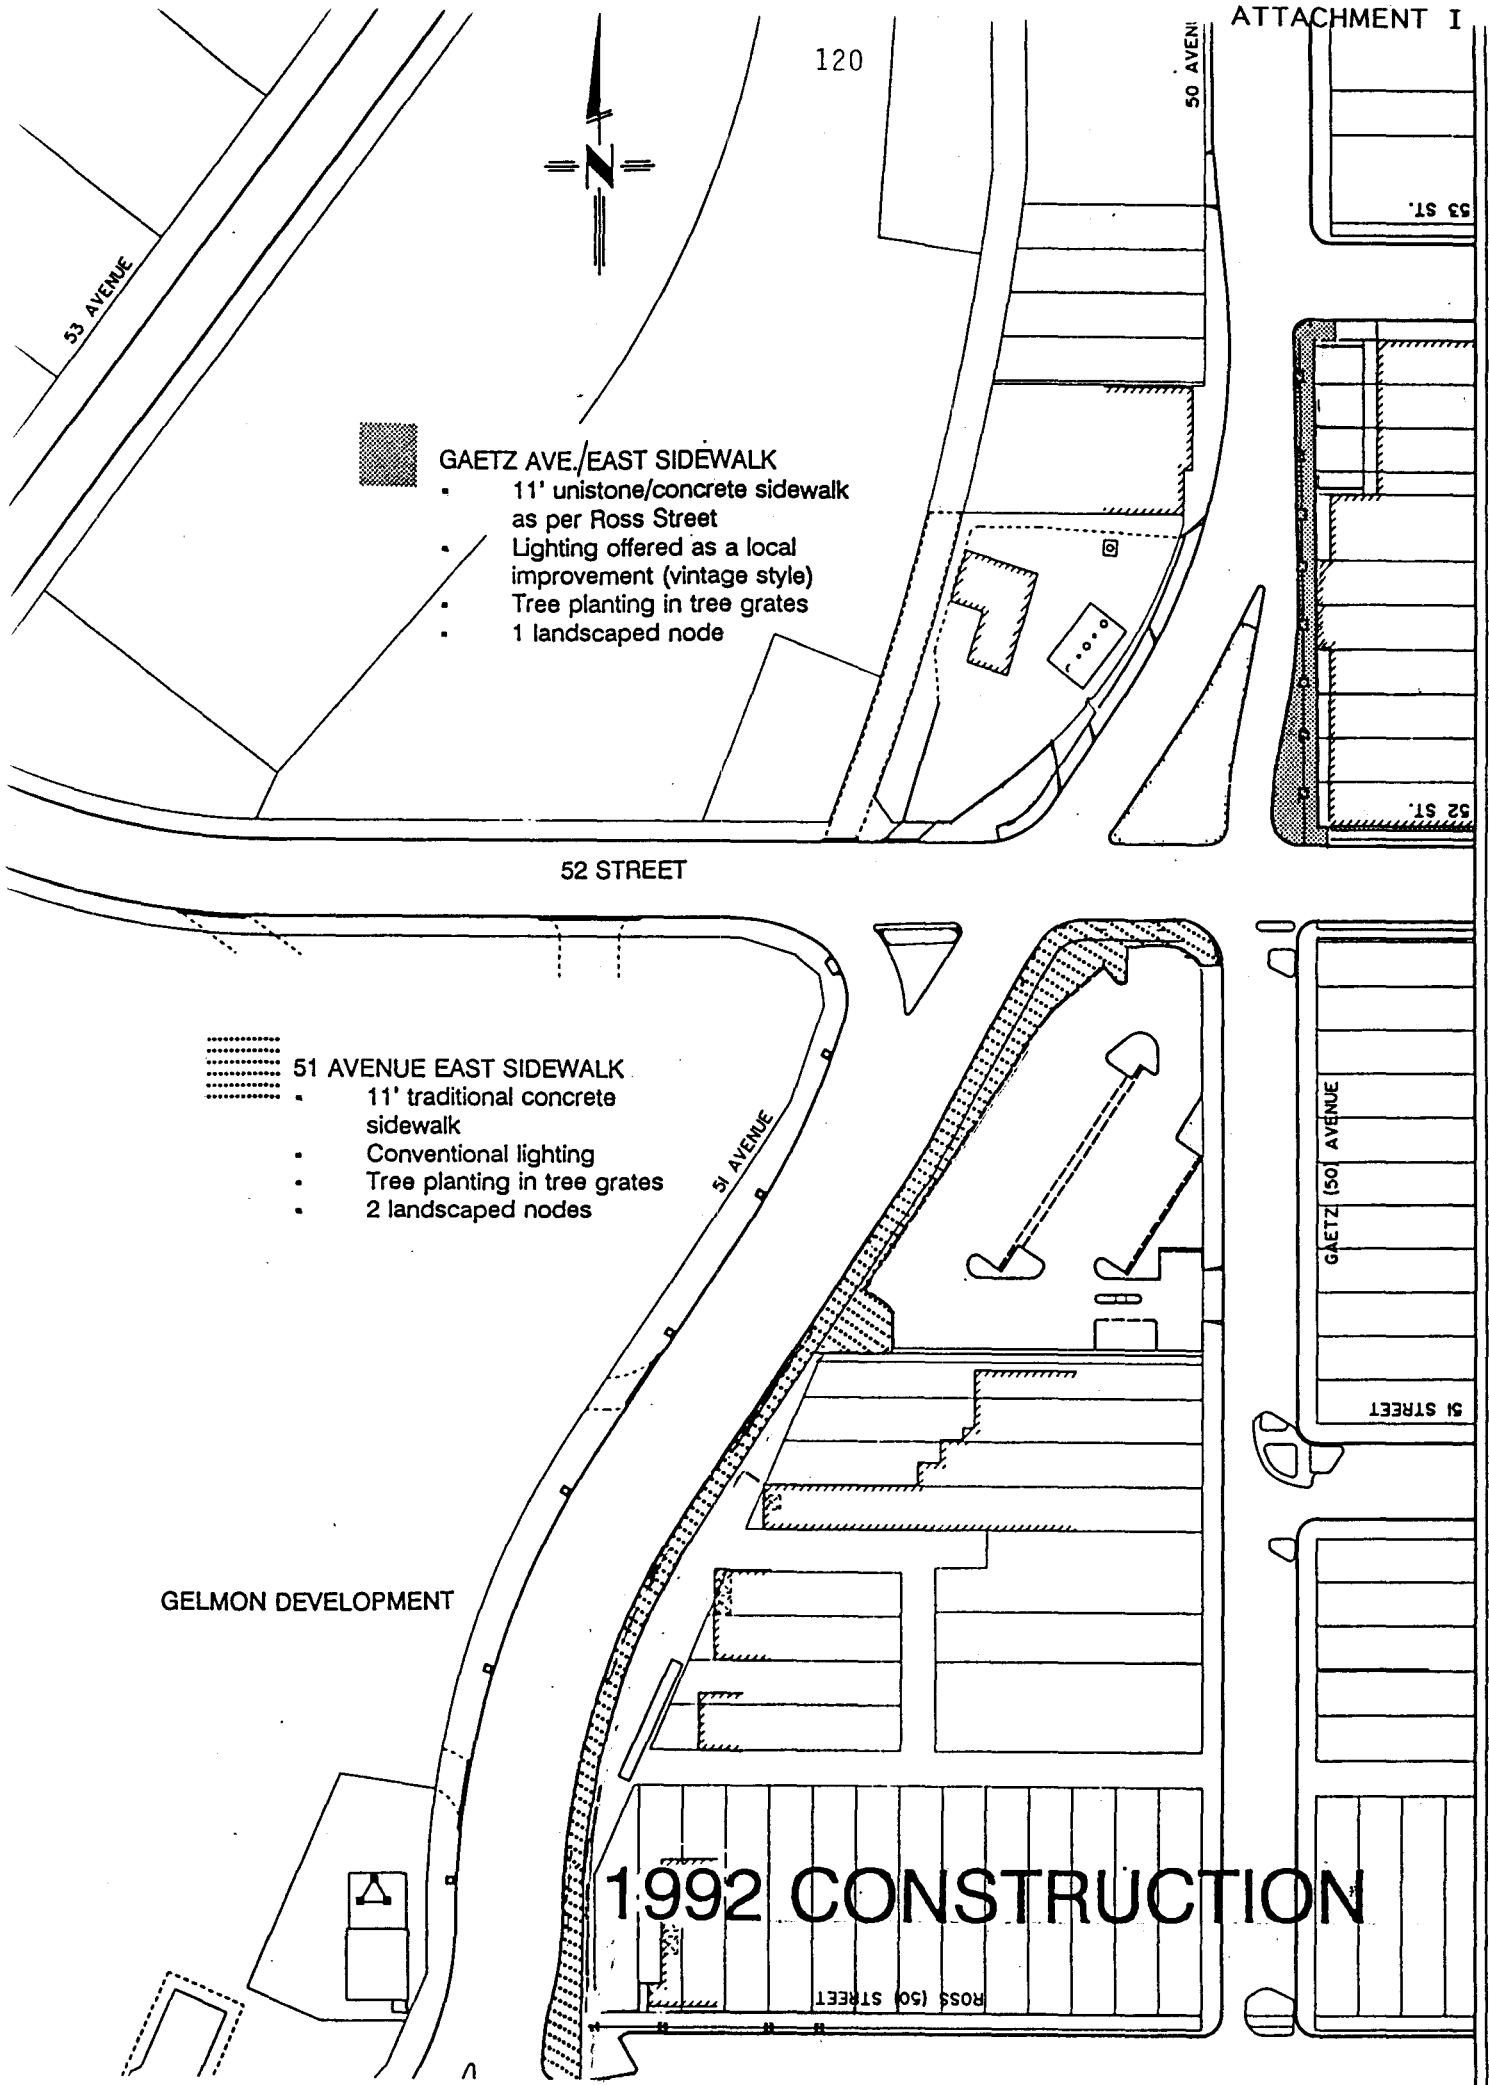 ATTACHMENT I
120
50 AVEN
53 ST.
53 AVENUE
N
GAETZ AVE./EAST SIDEWALK
▪ 11' unistone/concrete sidewalk
as per Ross Street
▪ Lighting offered as a local
improvement (vintage style)
▪ Tree planting in tree grates
▪ 1 landscaped node
52 ST.
52 STREET
51 AVENUE EAST SIDEWALK
▪ 11' traditional concrete
sidewalk
▪ Conventional lighting
▪ Tree planting in tree grates
▪ 2 landscaped nodes
51 AVENUE
GAETZ (50) AVENUE
51 STREET
GELMON DEVELOPMENT
1992 CONSTRUCTION
ROSS (50) STREET